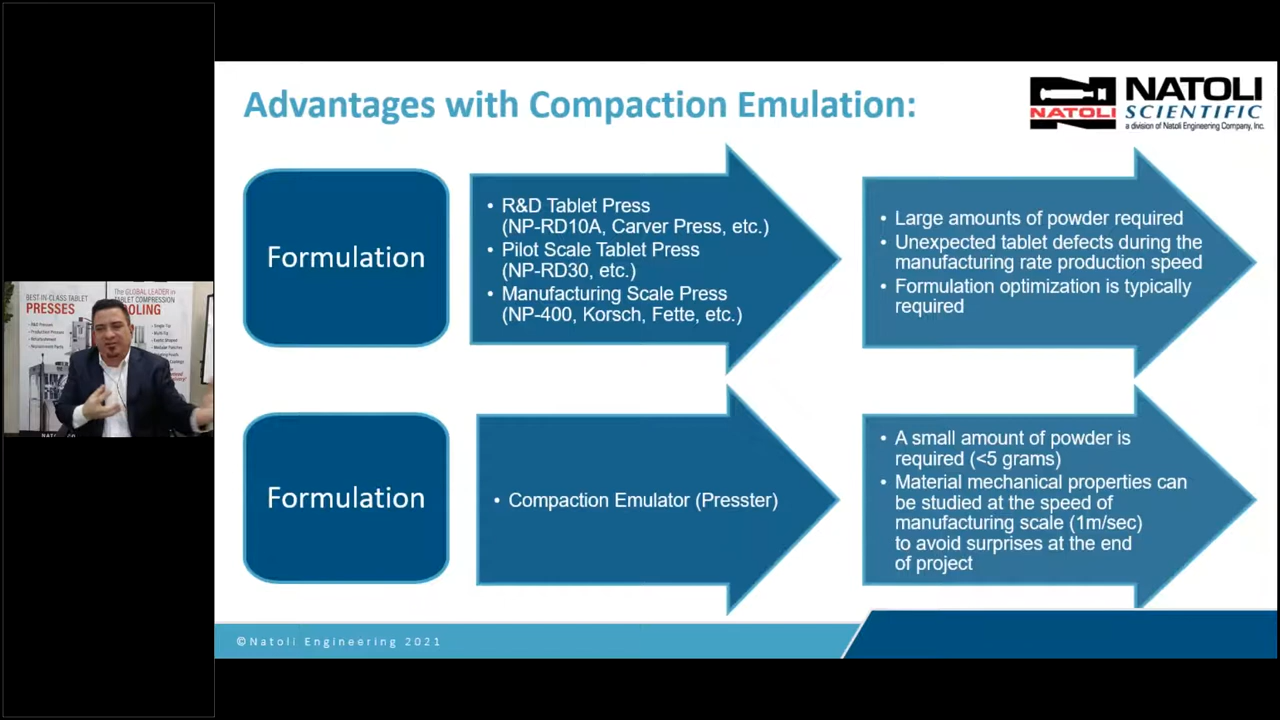 Advantages with Compaction Emulation:
NATOLI
NATOLI
SCIENTIFIC
a division of Natoli Engineering Company, Inc.
Formulation
• R&D Tablet Press
(NP-RD10A, Carver Press, etc.)
• Pilot Scale Tablet Press
(NP-RD30, etc.)
• Manufacturing Scale Press
(NP-400, Korsch, Fette, etc.)
• Large amounts of powder required
• Unexpected tablet defects during the
manufacturing rate production speed
• Formulation optimization is typically
required
Formulation
• Compaction Emulator (Presster)
• A small amount of powder is
required (<5 grams)
• Material mechanical properties can
be studied at the speed of
manufacturing scale (1m/sec)
to avoid surprises at the end
of project
©Natoli Engineering 2021
BEST-IN-CLASS TABLET
PRESSES
The GLOBAL LEADER in
TABLET COMPRESSION